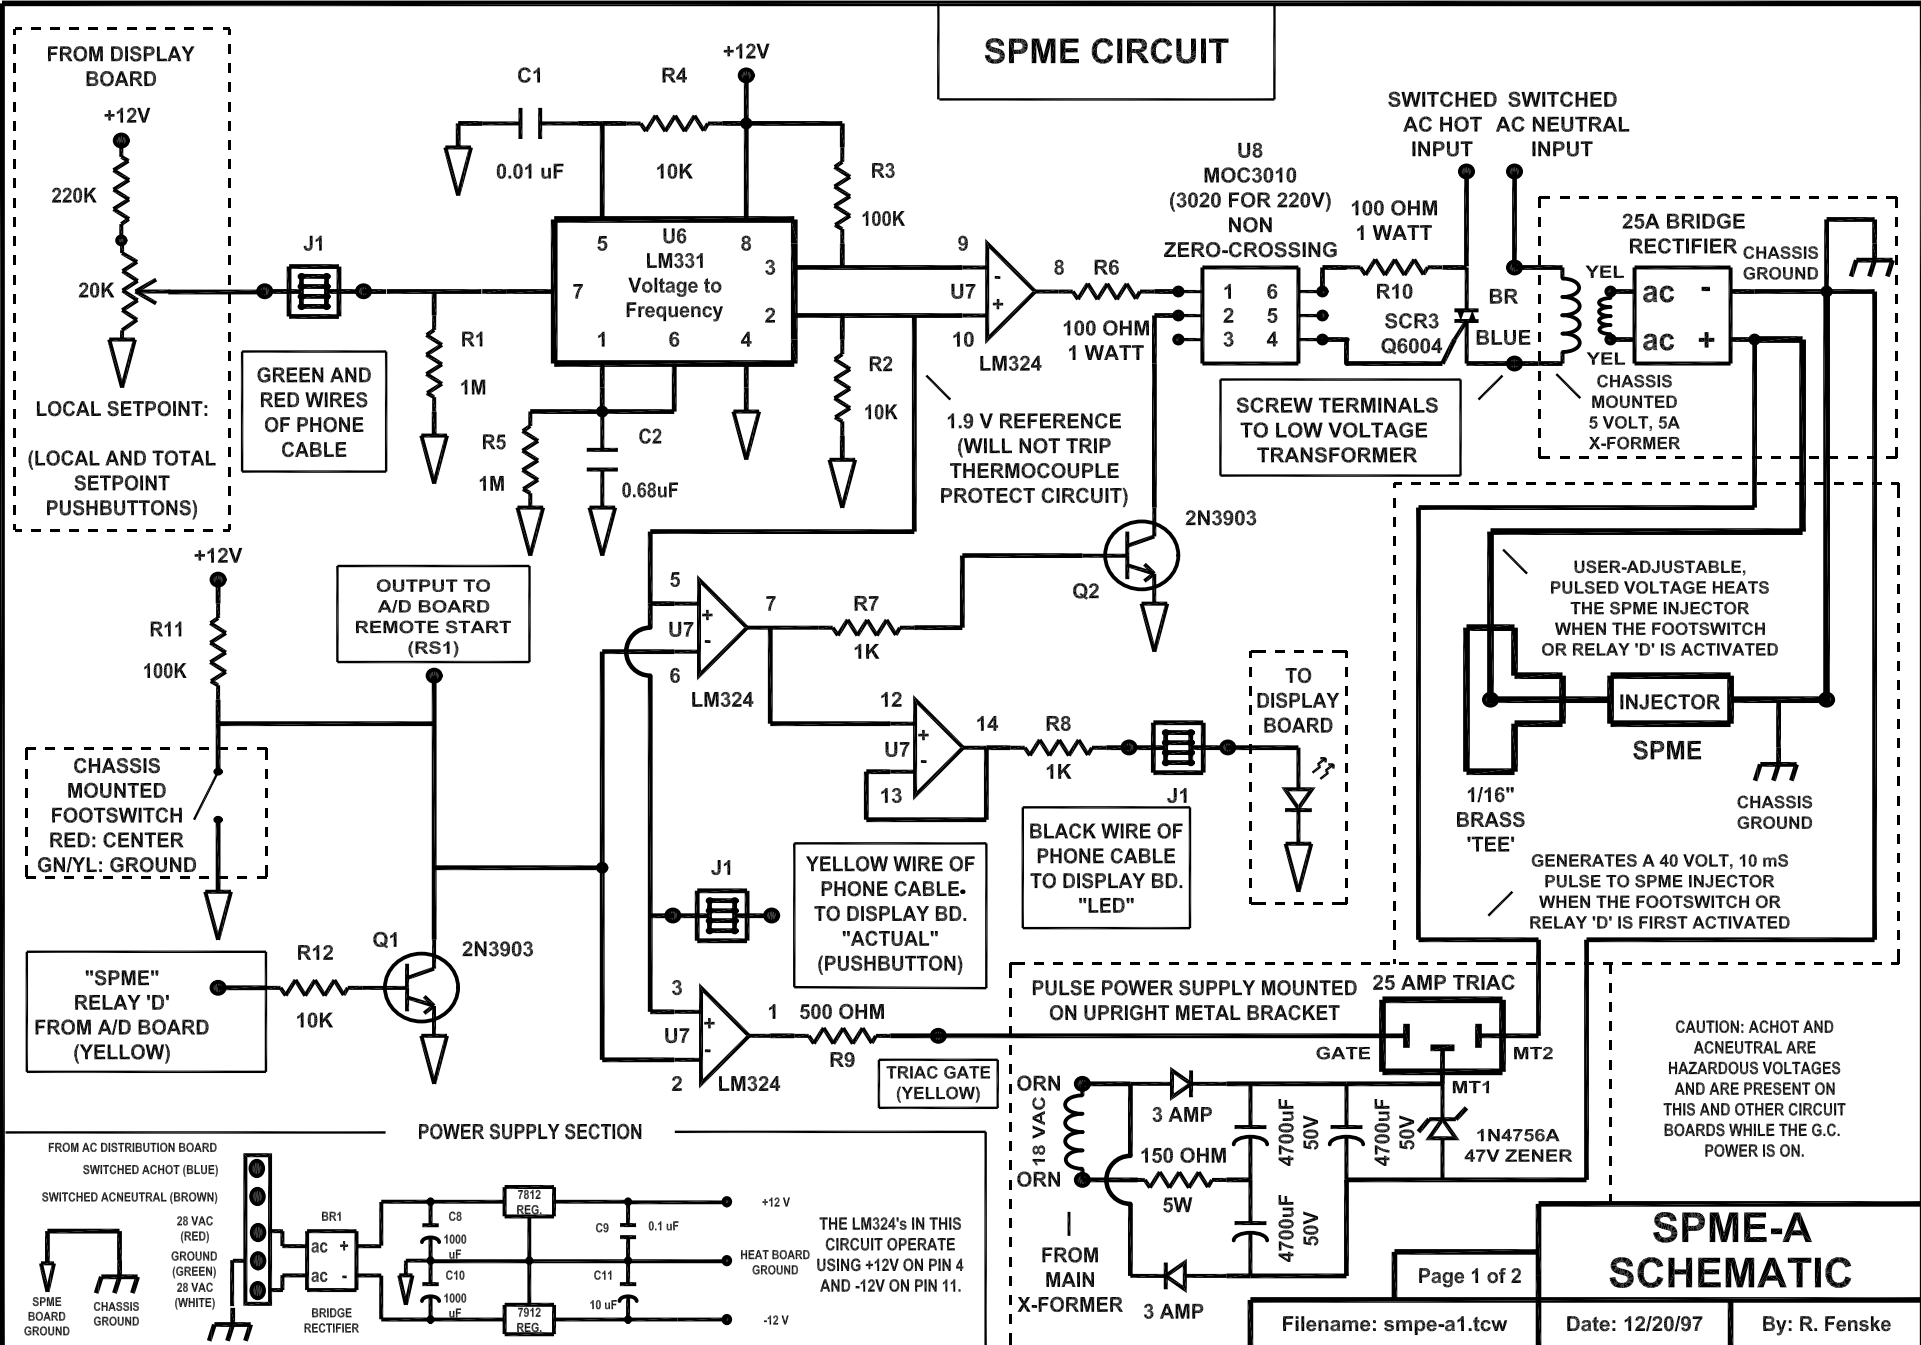 SPME CIRCUIT
FROM DISPLAY
BOARD
+12V
220K
20K
LOCAL SETPOINT:
(LOCAL AND TOTAL
SETPOINT
PUSHBUTTONS)
J1
GREEN AND
RED WIRES
OF PHONE
CABLE
R1
1M
C1
0.01 uF
R4
10K
+12V
R3
100K
U6
LM331
Voltage to
Frequency
5
8
3
7
2
1
6
4
R5
1M
C2
0.68uF
R2
10K
1.9 V REFERENCE
(WILL NOT TRIP
THERMOCOUPLE
PROTECT CIRCUIT)
9
-
U7
+
10
LM324
8
R6
100 OHM
1 WATT
U8
MOC3010
(3020 FOR 220V)
NON
ZERO-CROSSING
1
6
2
5
3
4
100 OHM
1 WATT
R10
SWITCHED
AC HOT
INPUT
SWITCHED
AC NEUTRAL
INPUT
SCR3
Q6004
BR
BLUE
SCREW TERMINALS
TO LOW VOLTAGE
TRANSFORMER
25A BRIDGE
RECTIFIER
YEL
YEL
ac
-
ac
+
CHASSIS
GROUND
CHASSIS
MOUNTED
5 VOLT, 5A
X-FORMER
2N3903
Q2
USER-ADJUSTABLE,
PULSED VOLTAGE HEATS
THE SPME INJECTOR
WHEN THE FOOTSWITCH
OR RELAY 'D' IS ACTIVATED
INJECTOR
SPME
CHASSIS
GROUND
1/16"
BRASS
'TEE'
GENERATES A 40 VOLT, 10 mS
PULSE TO SPME INJECTOR
WHEN THE FOOTSWITCH OR
RELAY 'D' IS FIRST ACTIVATED
+12V
R11
100K
OUTPUT TO
A/D BOARD
REMOTE START
(RS1)
CHASSIS
MOUNTED
FOOTSWITCH
RED: CENTER
GN/YL: GROUND
5
+
U7
-
6
LM324
7
R7
1K
12
+
U7
-
13
14
R8
1K
J1
TO
DISPLAY
BOARD
BLACK WIRE OF
PHONE CABLE
TO DISPLAY BD.
"LED"
J1
YELLOW WIRE OF
PHONE CABLE-
TO DISPLAY BD.
"ACTUAL"
(PUSHBUTTON)
"SPME"
RELAY 'D'
FROM A/D BOARD
(YELLOW)
R12
10K
Q1
2N3903
3
+
U7
-
2
LM324
1
500 OHM
R9
TRIAC GATE
(YELLOW)
PULSE POWER SUPPLY MOUNTED
ON UPRIGHT METAL BRACKET
25 AMP TRIAC
GATE
MT2
MT1
ORN
18 VAC
ORN
3 AMP
150 OHM
5W
3 AMP
4700uF
50V
4700uF
50V
4700uF
50V
1N4756A
47V ZENER
FROM
MAIN
X-FORMER
CAUTION: ACHOT AND
ACNEUTRAL ARE
HAZARDOUS VOLTAGES
AND ARE PRESENT ON
THIS AND OTHER CIRCUIT
BOARDS WHILE THE G.C.
POWER IS ON.
POWER SUPPLY SECTION
FROM AC DISTRIBUTION BOARD
SWITCHED ACHOT (BLUE)
SWITCHED ACNEUTRAL (BROWN)
28 VAC
(RED)
GROUND
(GREEN)
28 VAC
(WHITE)
SPME
BOARD
GROUND
CHASSIS
GROUND
BR1
ac +
ac -
BRIDGE
RECTIFIER
C8
1000
uF
C10
1000
uF
7812
REG.
7912
REG.
C9
0.1 uF
C11
10 uF
+12 V
HEAT BOARD
GROUND
-12 V
THE LM324's IN THIS
CIRCUIT OPERATE
USING +12V ON PIN 4
AND -12V ON PIN 11.
SPME-A
SCHEMATIC
Page 1 of 2
Filename: smpe-a1.tcw
Date: 12/20/97
By: R. Fenske